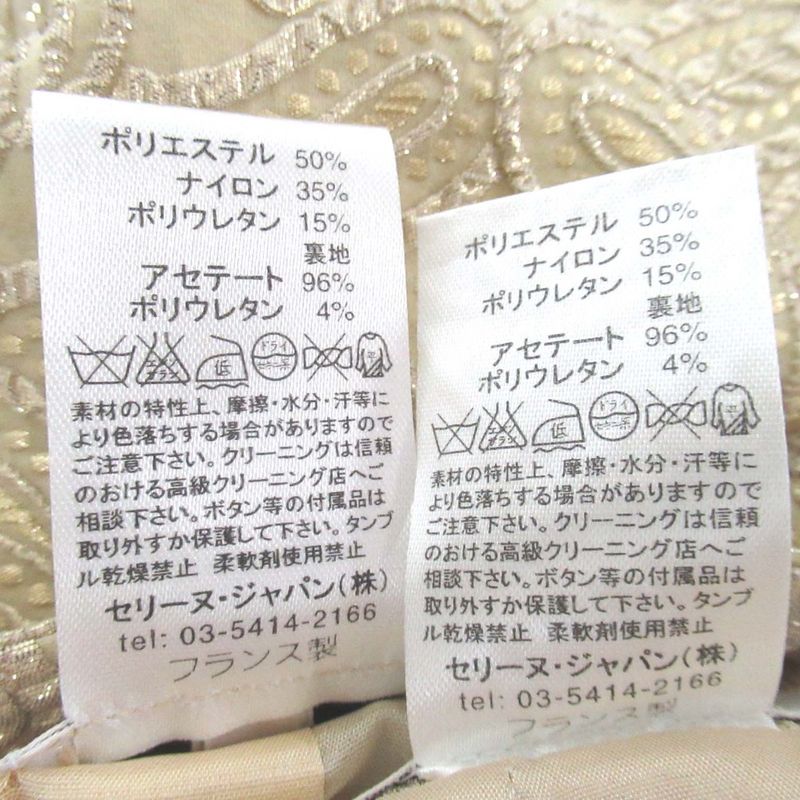 ポリエステル 50%
ナイロン 35%
ポリウレタン 15%
裏地
アセテート 96%
ポリウレタン 4%
低 ドライ 平
素材の特性上、摩擦・水分・汗等に
より色落ちする場合がありますので
ご注意下さい。クリーニングは信頼
のおける高級クリーニング店へご
相談下さい。ボタン等の付属品は
取り外すか保護して下さい。タンブ
ル乾燥禁止 柔軟剤使用禁止
セリーヌ・ジャパン(株)
tel: 03-5414-2166
フランス製
ポリエステル 50%
ナイロン 35%
ポリウレタン 15%
裏地
アセテート 96%
ポリウレタン 4%
低 ドライ 平
素材の特性上、摩擦・水分・汗等に
より色落ちする場合がありますので
ご注意下さい。クリーニングは信頼
のおける高級クリーニング店へご
相談下さい。ボタン等の付属品は
取り外すか保護して下さい。タンブ
ル乾燥禁止 柔軟剤使用禁止
セリーヌ・ジャパン(株)
tel: 03-5414-2166
フランス製